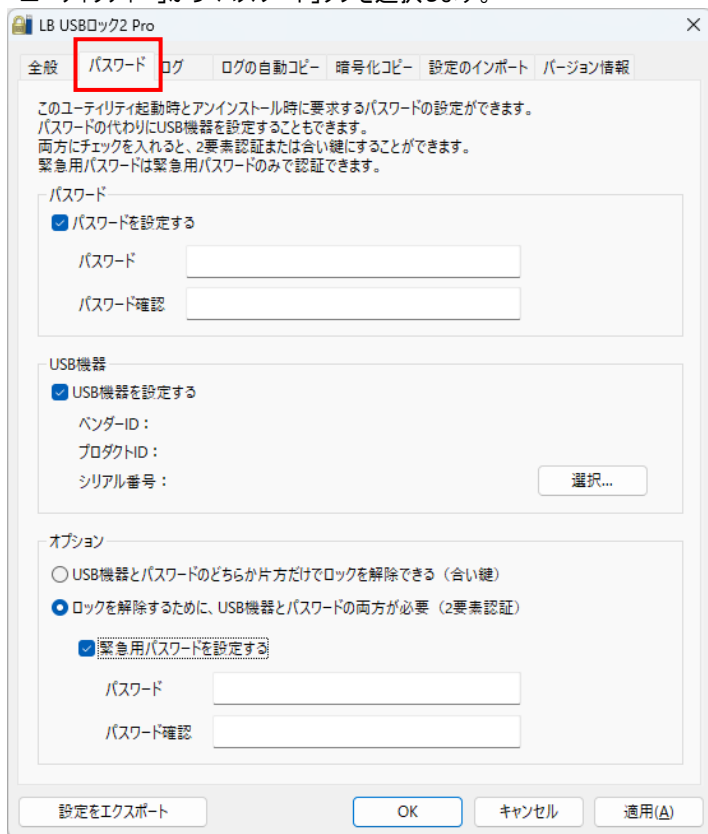 LB USBロック2 Pro
全般 パスワード ログ ログの自動コピー 暗号化コピー 設定のインポート バージョン情報
このユーティリティ起動時とアンインストール時に要求するパスワードの設定ができます。
パスワードの代わりにUSB機器を設定することもできます。
両方にチェックを入れると、2要素認証または合い鍵にすることができます。
緊急用パスワードは緊急用パスワードのみで認証できます。
パスワード
パスワードを設定する
パスワード
パスワード確認
USB機器
USB機器を設定する
ベンダーID：
プロダクトID：
シリアル番号：
選択...
オプション
USB機器とパスワードのどちらか片方だけでロックを解除できる（合い鍵）
ロックを解除するために、USB機器とパスワードの両方が必要（2要素認証）
緊急用パスワードを設定する
パスワード
パスワード確認
設定をエクスポート OK キャンセル 適用(A)